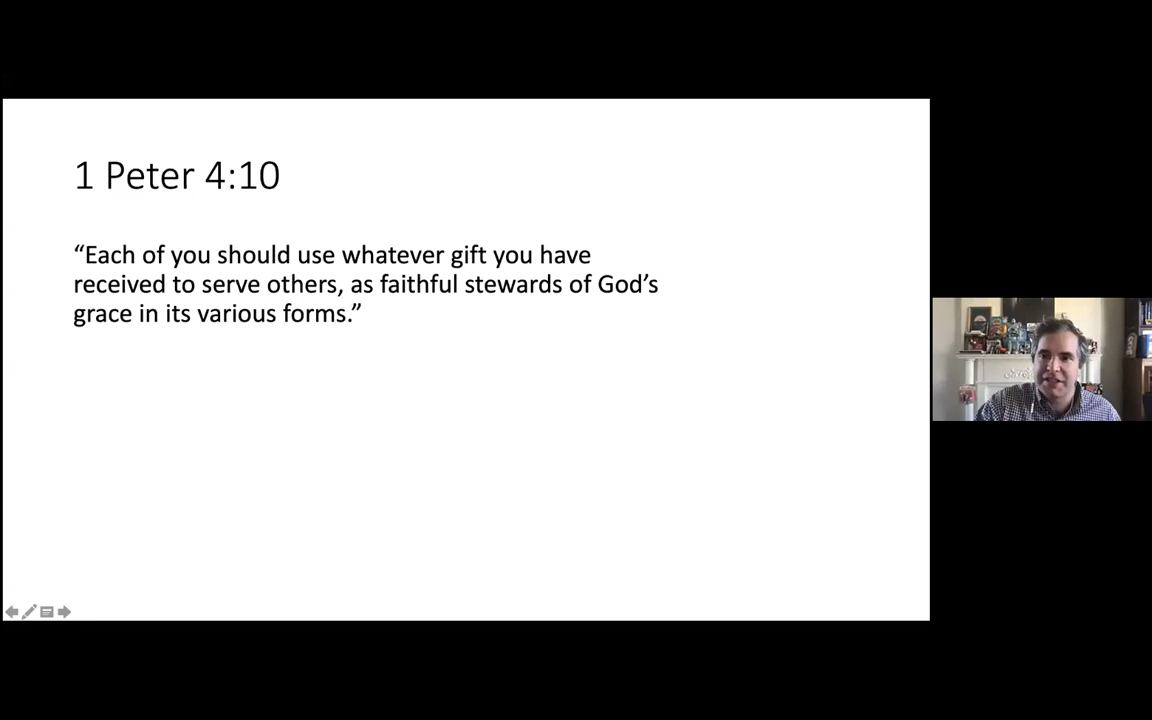 1 Peter 4:10
“Each of you should use whatever gift you have
received to serve others, as faithful stewards of God’s
grace in its various forms.”